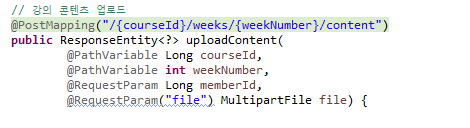 // 강의 콘텐츠 업로드
@PostMapping("/{courseId}/weeks/{weekNumber}/content")
public ResponseEntity<?> uploadContent(
@PathVariable Long courseId,
@PathVariable int weekNumber,
@RequestParam Long memberId,
@RequestParam("file") MultipartFile file) {